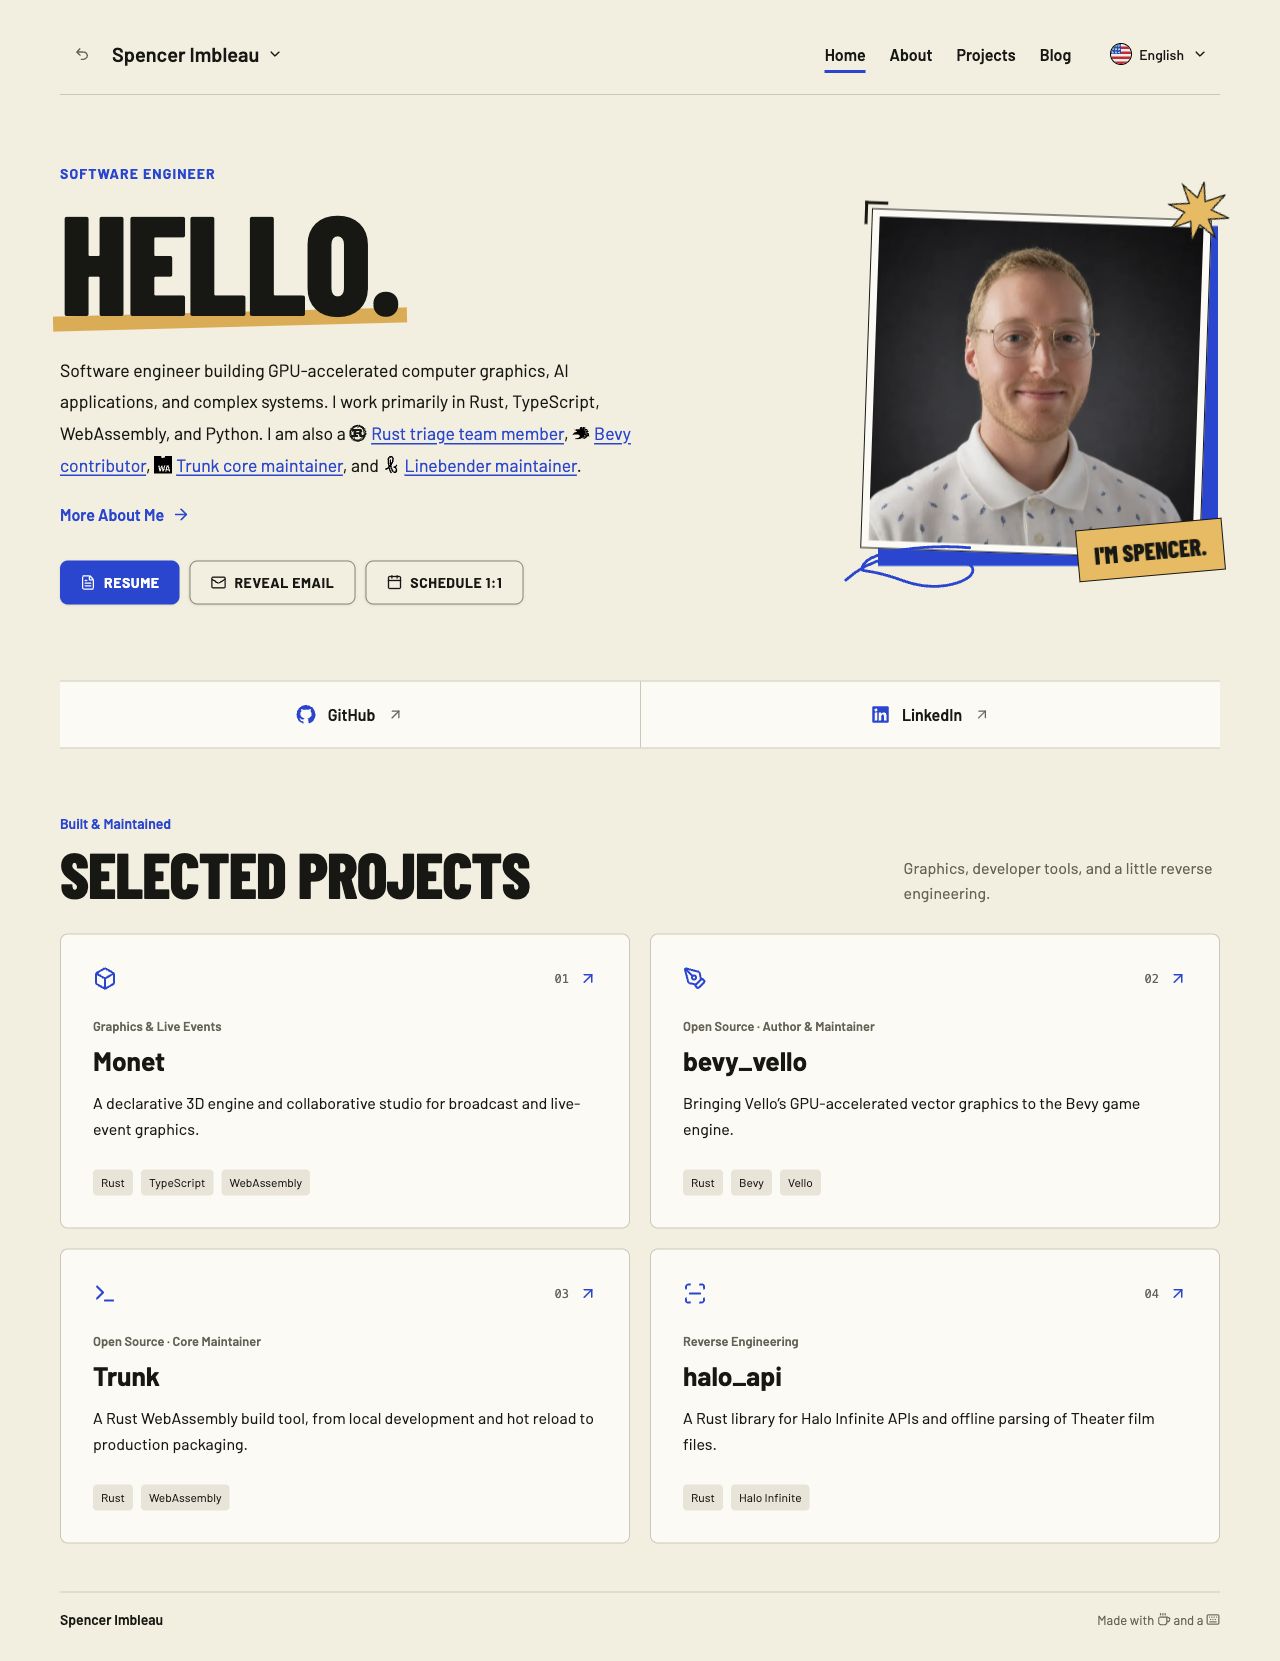 Spencer Imbleau
Home About Projects Blog English
SOFTWARE ENGINEER
HELLO.
Software engineer building GPU-accelerated computer graphics, AI
applications, and complex systems. I work primarily in Rust, TypeScript,
WebAssembly, and Python. I am also a Rust triage team member, Bevy
contributor, WA Trunk core maintainer, and Linebender maintainer.
More About Me
RESUME REVEAL EMAIL SCHEDULE 1:1
I'M SPENCER.
GitHub
LinkedIn
Built & Maintained
SELECTED PROJECTS
Graphics, developer tools, and a little reverse
engineering.
01
Graphics & Live Events
Monet
A declarative 3D engine and collaborative studio for broadcast and live-
event graphics.
Rust TypeScript WebAssembly
02
Open Source · Author & Maintainer
bevy_vello
Bringing Vello’s GPU-accelerated vector graphics to the Bevy game
engine.
Rust Bevy Vello
03
Open Source · Core Maintainer
Trunk
A Rust WebAssembly build tool, from local development and hot reload to
production packaging.
Rust WebAssembly
04
Reverse Engineering
halo_api
A Rust library for Halo Infinite APIs and offline parsing of Theater film
files.
Rust Halo Infinite
Spencer Imbleau
Made with and a